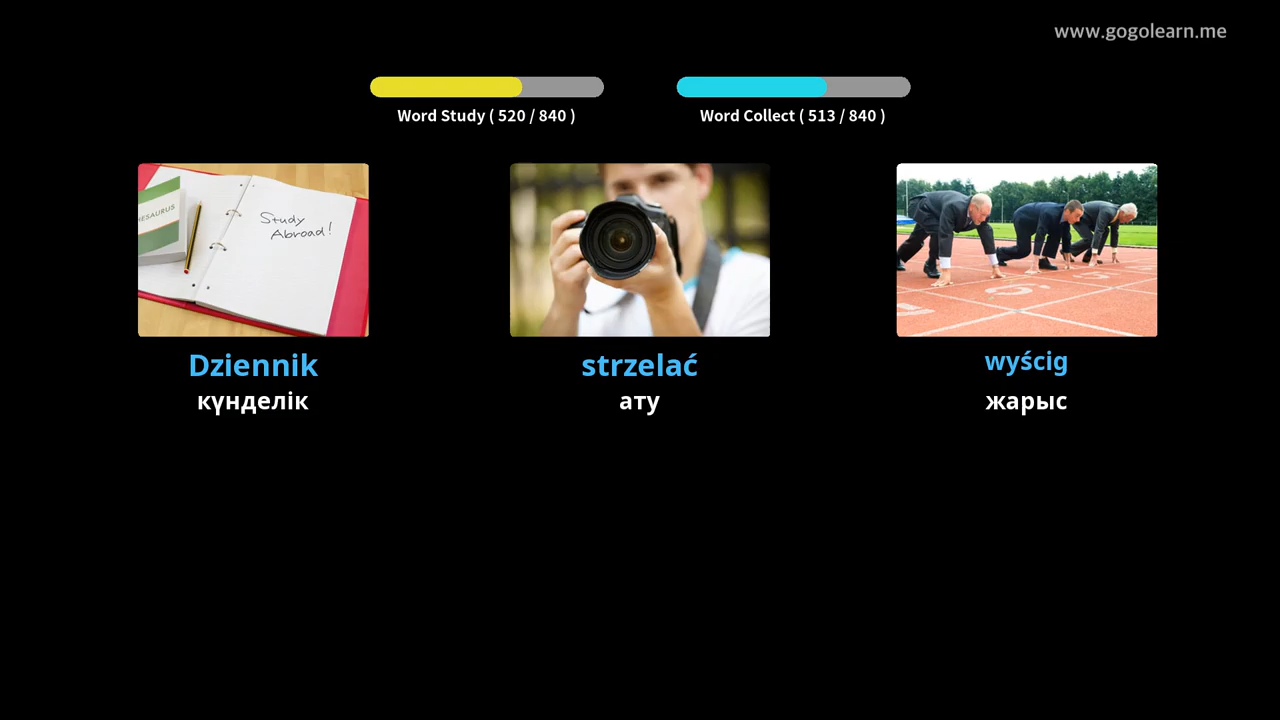 www.gogolearn.me
Word Study ( 520 / 840 )
Word Collect ( 513 / 840 )
HESAURUS
Study
Abroad!
Dziennik
strzelać
wyścig
күнделік
ату
жарыс